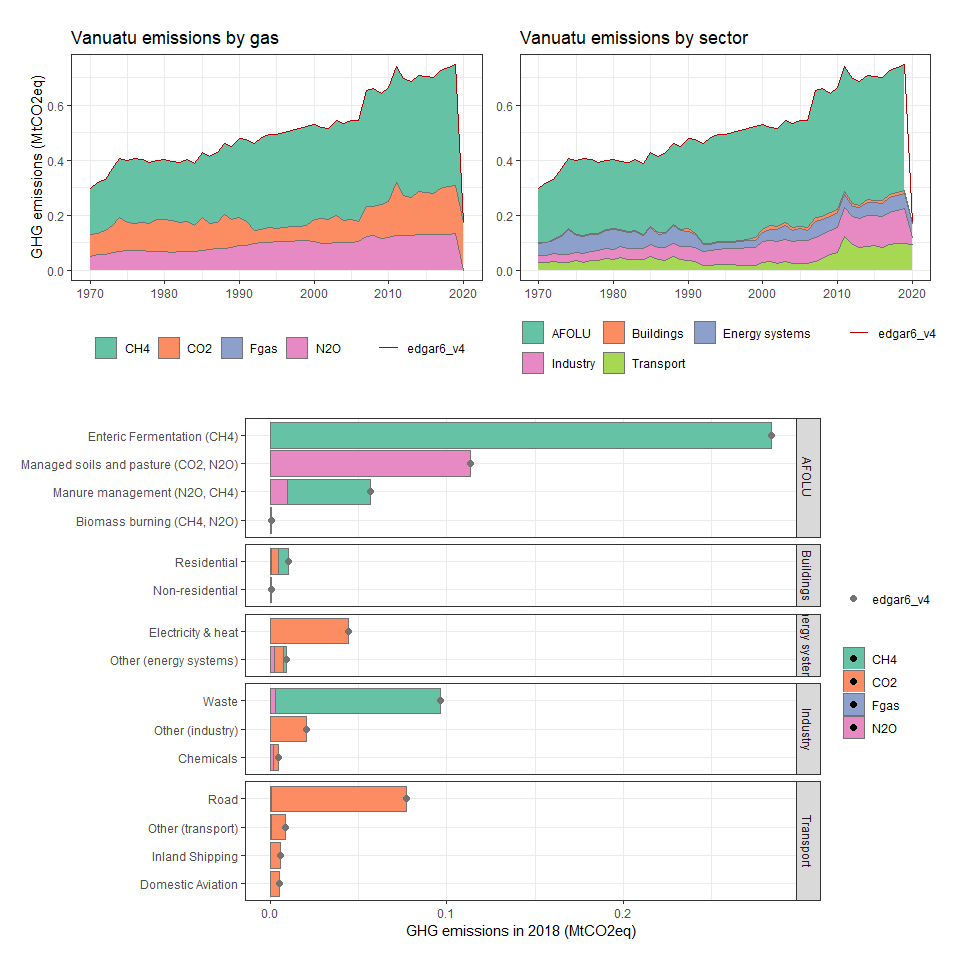 Vanuatu emissions by gas
GHG emissions (MtCO2eq)
0.6
0.4
0.2
0.0
1970 1980 1990 2000 2010 2020
CH4 CO2 Fgas N2O edgar6_v4
Vanuatu emissions by sector
0.6
0.4
0.2
0.0
1970 1980 1990 2000 2010 2020
AFOLU Buildings Energy systems edgar6_v4
Industry Transport
Enteric Fermentation (CH4)
Managed soils and pasture (CO2, N2O)
Manure management (N2O, CH4)
Biomass burning (CH4, N2O)
AFOLU
Residential
Non-residential
Buildings
Electricity & heat
Other (energy systems)
nergy system
Waste
Other (industry)
Chemicals
Industry
Road
Other (transport)
Inland Shipping
Domestic Aviation
Transport
0.0 0.1 0.2
GHG emissions in 2018 (MtCO2eq)
edgar6_v4
CH4
CO2
Fgas
N2O